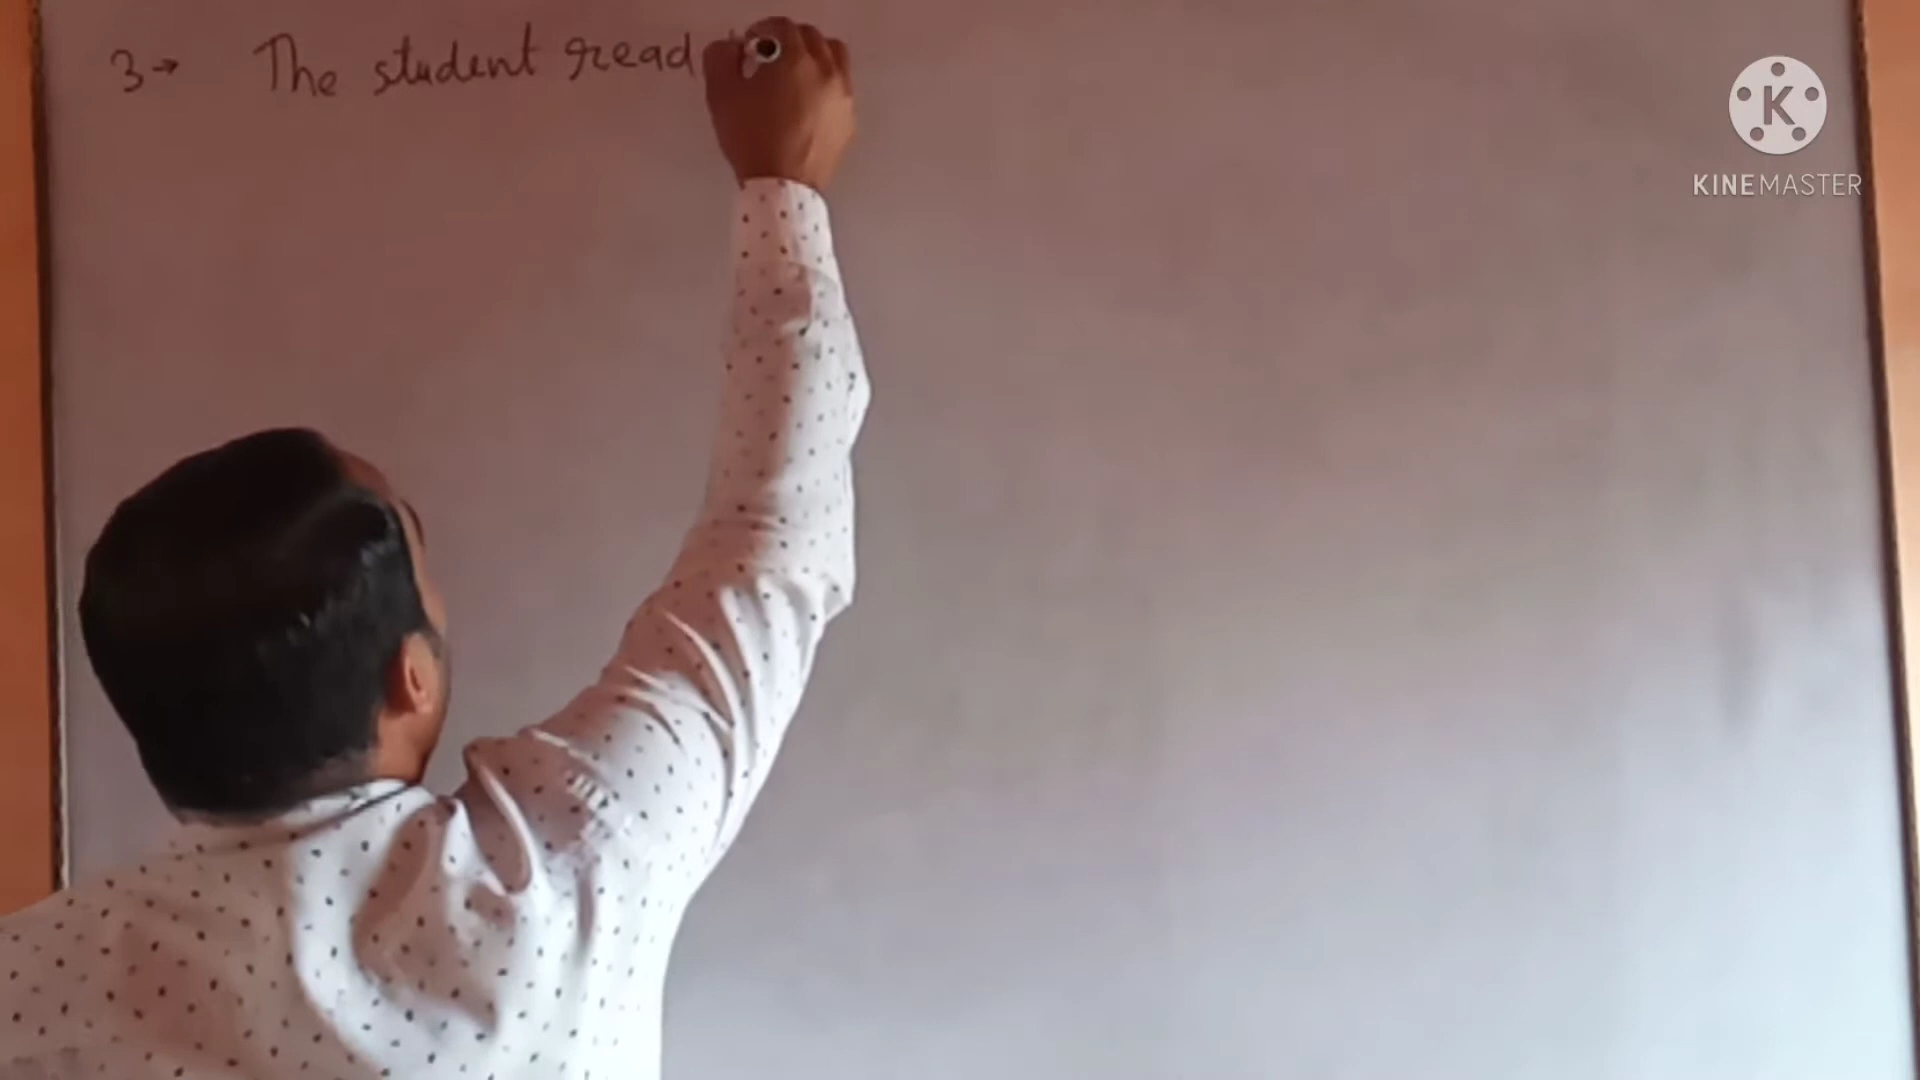 3→ The student read
K
KINEMASTER